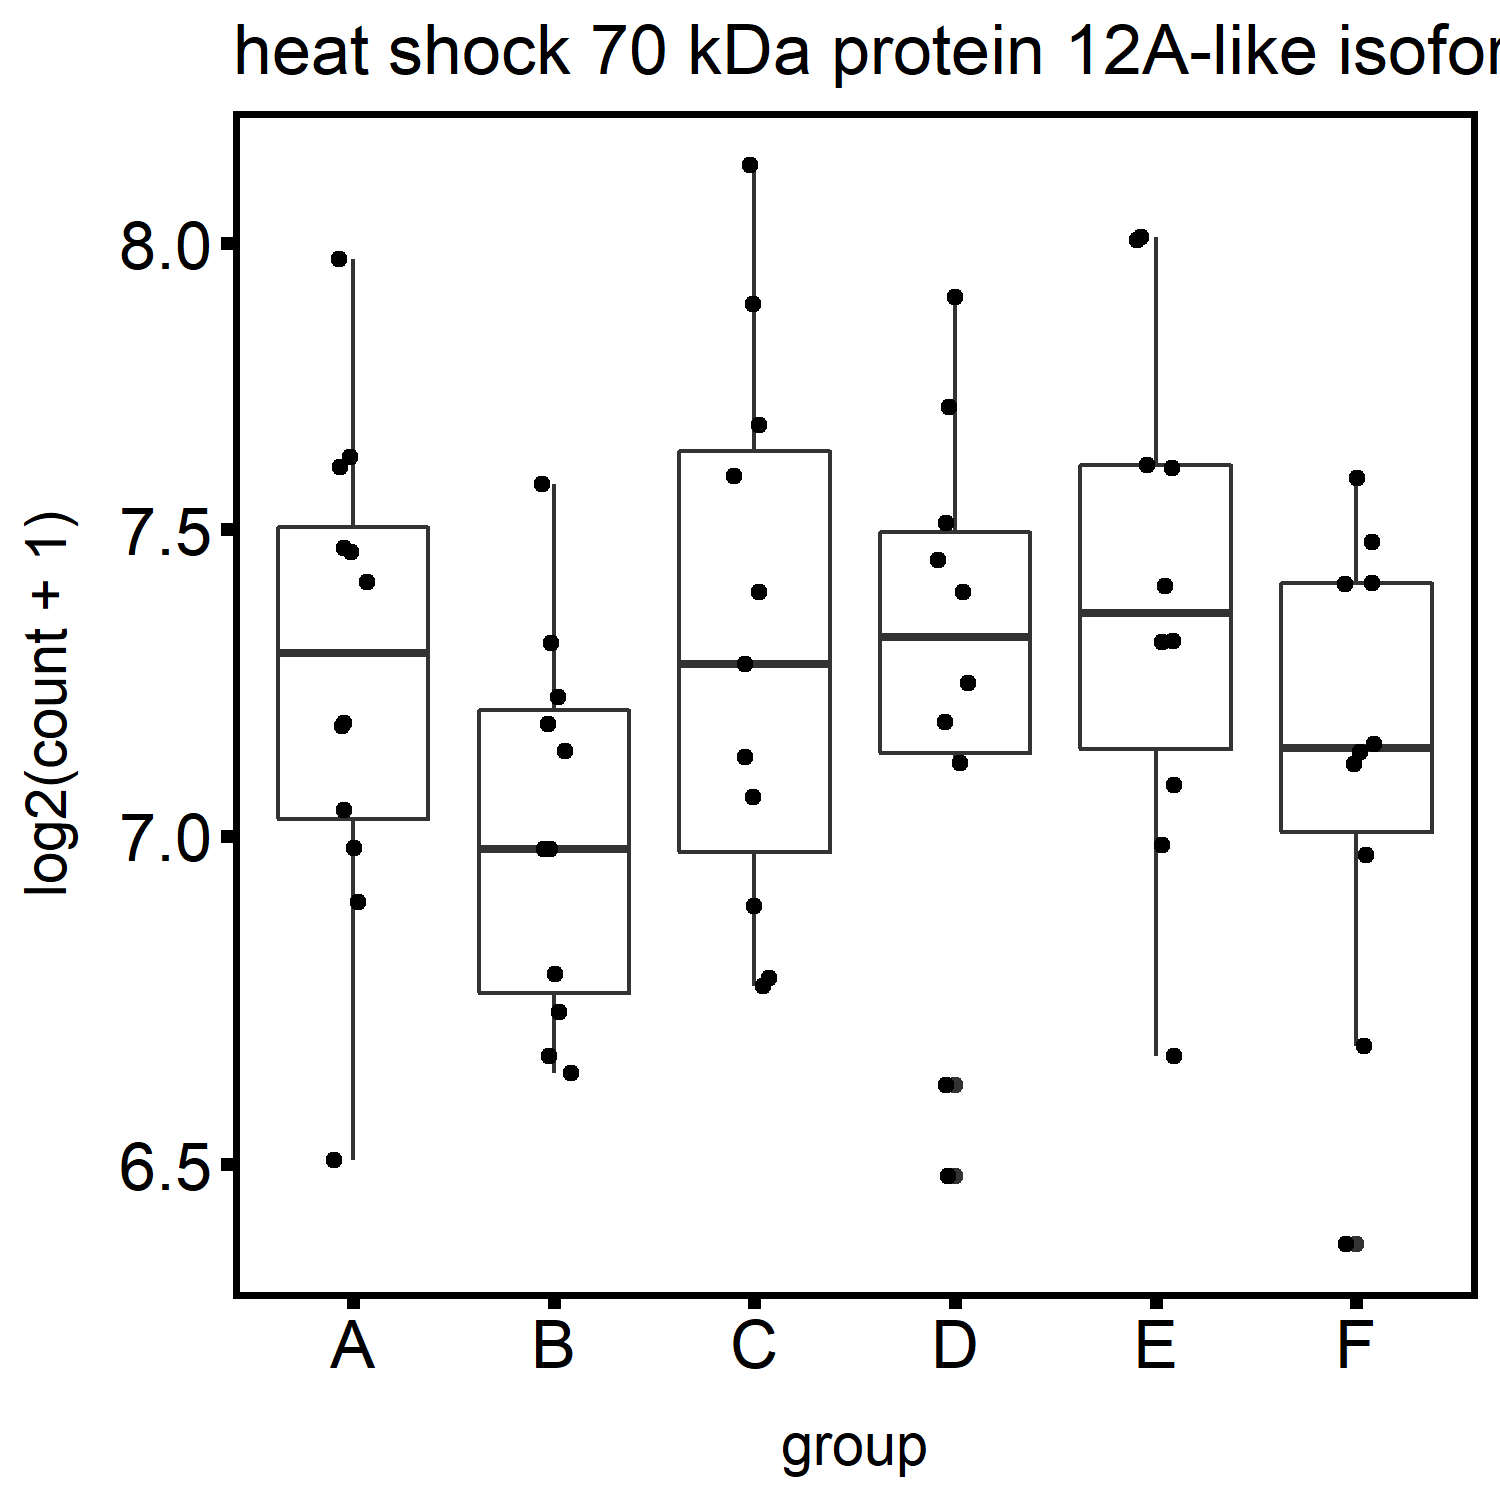 heat shock 70 kDa protein 12A-like isofor
8.0
7.5
7.0
6.5
log2(count + 1)
A B C D E F
group